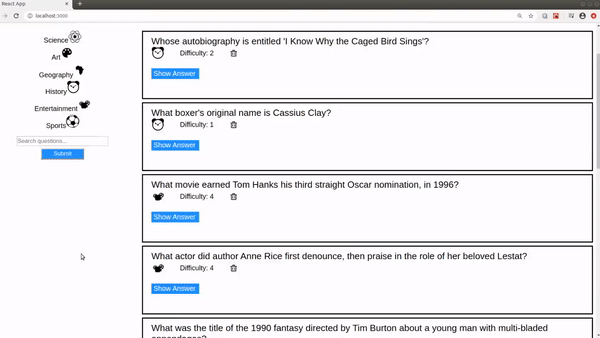 React App
localhost:3000
Science
Art
Geography
History
Entertainment
Sports
Search questions...
Submit
Whose autobiography is entitled 'I Know Why the Caged Bird Sings'?
Difficulty: 2
Show Answer
What boxer's original name is Cassius Clay?
Difficulty: 1
Show Answer
What movie earned Tom Hanks his third straight Oscar nomination, in 1996?
Difficulty: 4
Show Answer
What actor did author Anne Rice first denounce, then praise in the role of her beloved Lestat?
Difficulty: 4
Show Answer
What was the title of the 1990 fantasy directed by Tim Burton about a young man with multi-bladed
appendages?